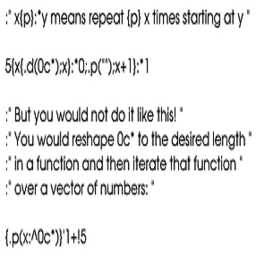 :" x{p}:*y means repeat {p} x times starting at y "
5{x{.d(0c*);x}:*0;.p("");x+1}:*1
:" But you would not do it like this! "
:" You would reshape 0c* to the desired length "
:" in a function and then iterate that function "
:" over a vector of numbers: "
{.p(x:^0c*)}'1+!5